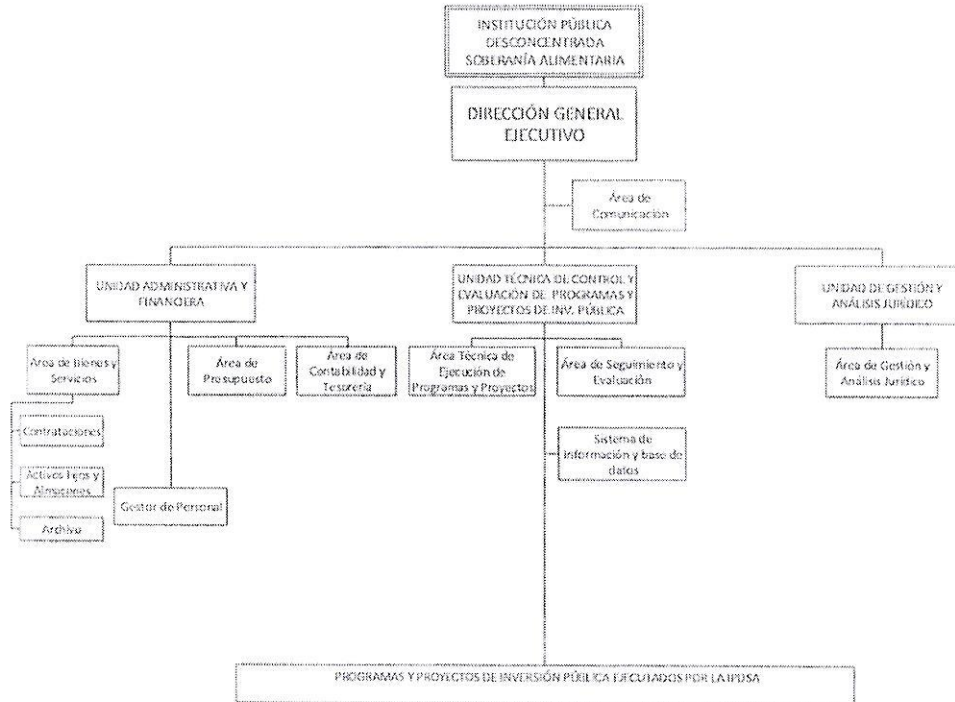 INSTITUCIÓN PÚBLICA
DESCONCENTRADA
SOBERANÍA ALIMENTARIA
DIRECCIÓN GENERAL
EJECUTIVO
Área de
Comunicación
UNIDAD ADMINISTRATIVA Y
FINANCIERA
UNIDAD TÉCNICA DE CONTROL Y
EVALUACIÓN DE PROGRAMAS Y
PROYECTOS DE INV. PÚBLICA
UNIDAD DE GESTIÓN Y
ANÁLISIS JURÍDICO
Área de Bienes y
Servicios
Área de
Presupuesto
Área de
Contabilidad y
Tesorería
Área Técnica de
Ejecución de
Programas y Proyectos
Área de Seguimiento y
Evaluación
Área de Gestión y
Análisis Jurídico
Contrataciones
Activos Fijos y
Almacenes
Archivo
Gestor de Personal
Sistema de
información y base de
datos
PROGRAMAS Y PROYECTOS DE INVERSIÓN PÚBLICA EJECUTADOS POR LA IPDSA